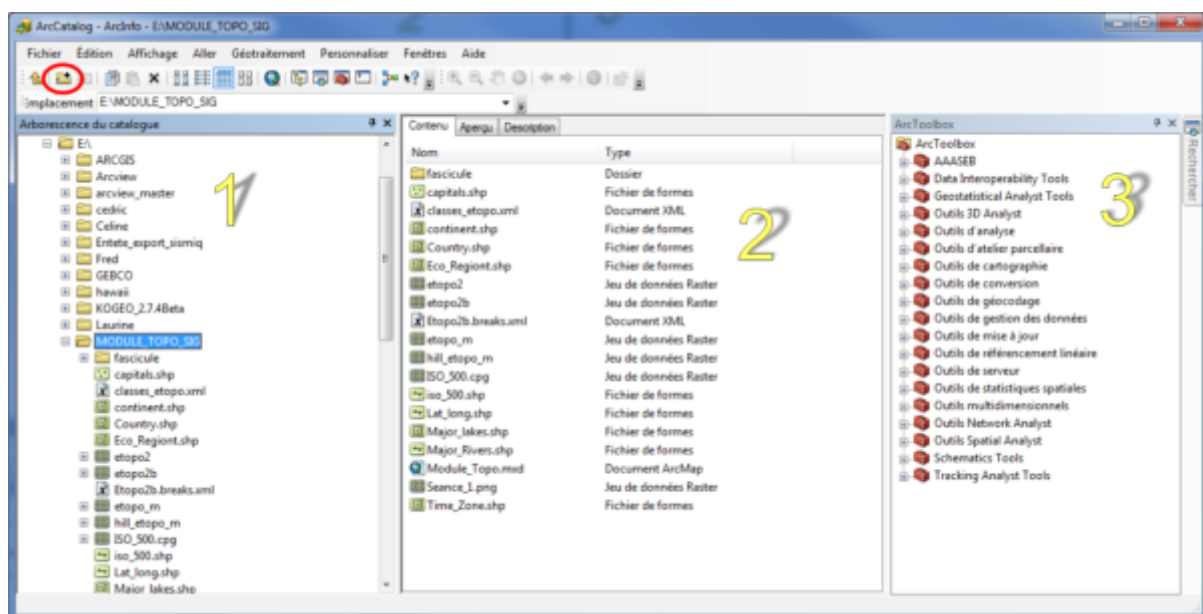 ArcCatalog - ArcInfo - E:\MODULE_TOPO_SIG
Fichier Édition Affichage Aller Géotraitement Personnaliser Fenêtres Aide
Emplacement E:\MODULE_TOPO_SIG
Arborescence du catalogue
E:\
ARCGIS
Arcview
arcview_master
cedric
Celine
Entete_export_sismiq
Fred
GEBCO
hawaii
KOGEO_2.7.4Beta
Laurine
MODULE_TOPO_SIG
fascicule
capitals.shp
classes_etopo.xml
continent.shp
Country.shp
Eco_Regiont.shp
etopo2
etopo2b
Etopo2b.breaks.xml
etopo_m
hill_etopo_m
ISO_500.cpg
iso_500.shp
Lat_long.shp
Major_lakes.shp
1
Contenu Aperçu Description
Nom Type
fascicule Dossier
capitals.shp Fichier de formes
classes_etopo.xml Document XML
continent.shp Fichier de formes
Country.shp Fichier de formes
Eco_Regiont.shp Fichier de formes
etopo2 Jeu de données Raster
etopo2b Jeu de données Raster
Etopo2b.breaks.xml Document XML
etopo_m Jeu de données Raster
hill_etopo_m Jeu de données Raster
ISO_500.cpg Jeu de données Raster
iso_500.shp Fichier de formes
Lat_long.shp Fichier de formes
Major_lakes.shp Fichier de formes
Major_Rivers.shp Fichier de formes
Module_Topo.mxd Document ArcMap
Seance_1.png Jeu de données Raster
Time_Zone.shp Fichier de formes
2
ArcToolbox
ArcToolbox
AAASEB
Data Interoperability Tools
Geostatistical Analyst Tools
Outils 3D Analyst
Outils d'analyse
Outils d'atelier parcellaire
Outils de cartographie
Outils de conversion
Outils de géocodage
Outils de gestion des données
Outils de mise à jour
Outils de référencement linéaire
Outils de serveur
Outils de statistiques spatiales
Outils multidimensionnels
Outils Network Analyst
Outils Spatial Analyst
Schematics Tools
Tracking Analyst Tools
3
Rechercher